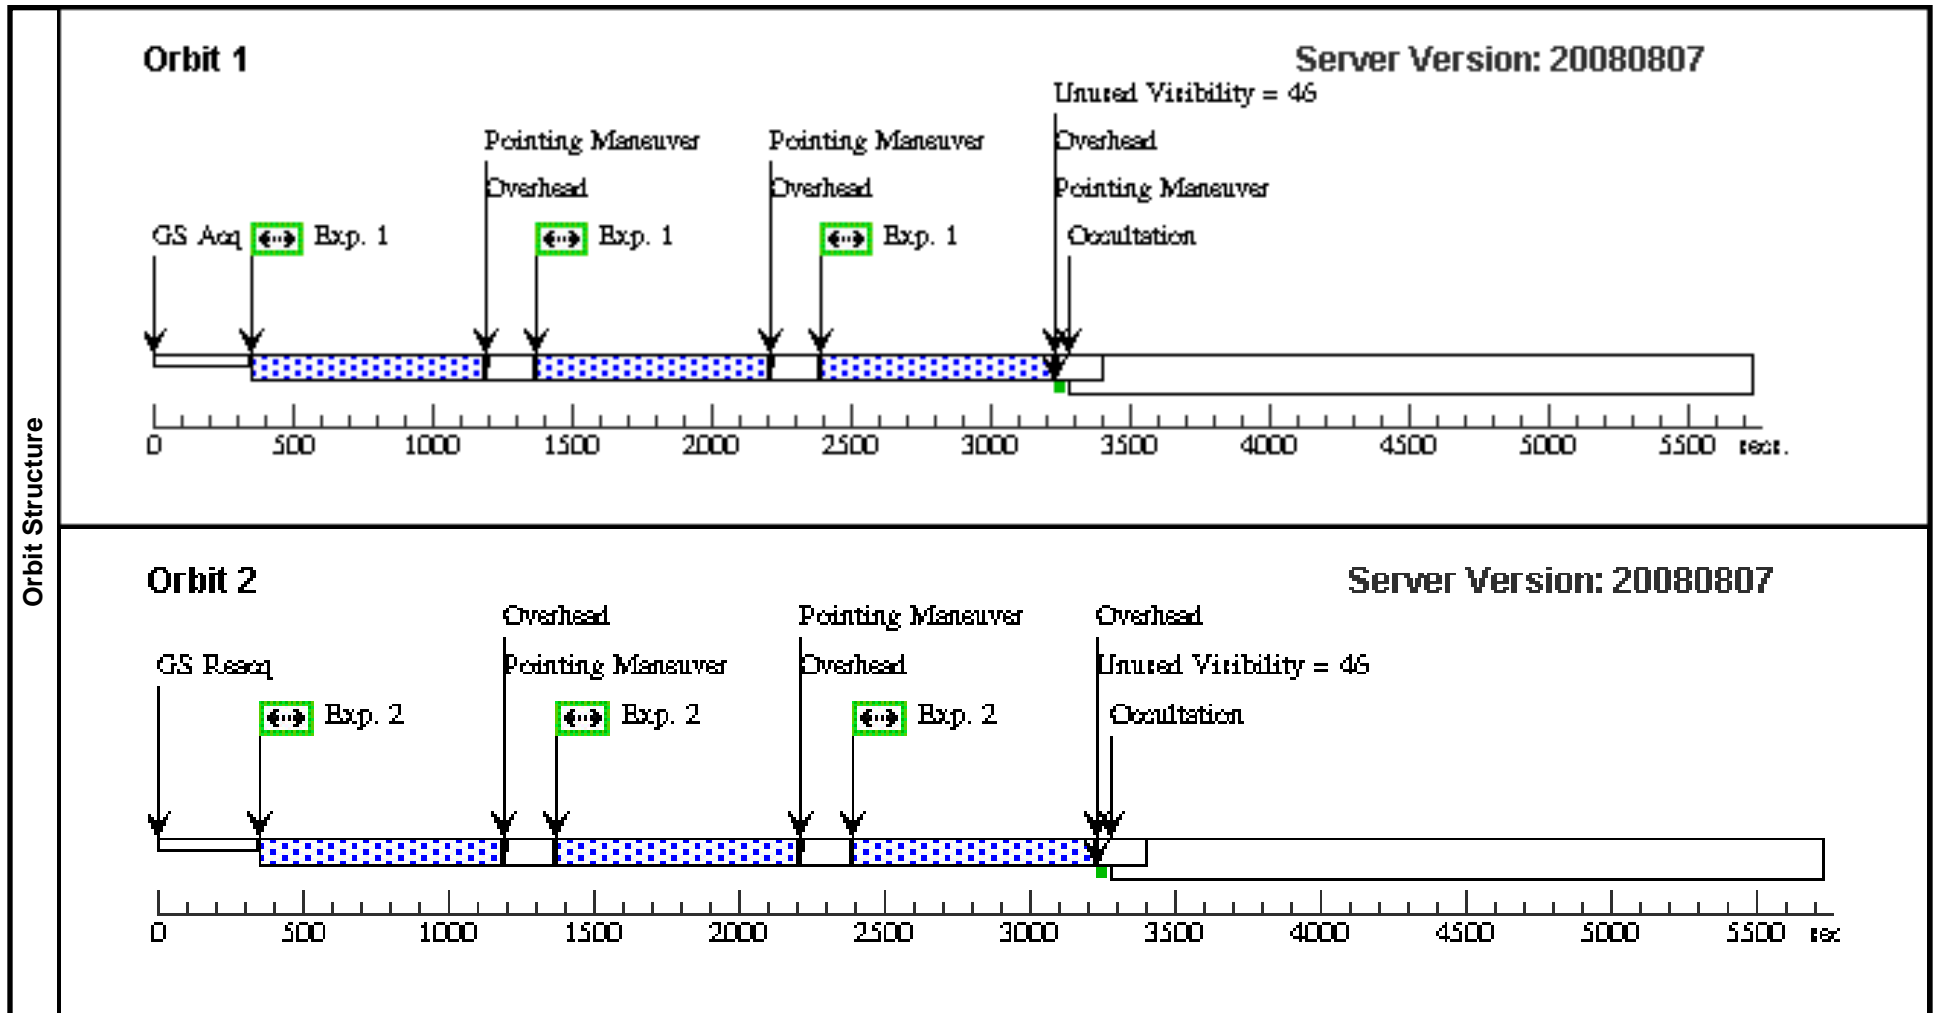 Orbit Structure
Orbit 1
Server Version: 20080807
Unused Visibility = 46
Pointing Maneuver
Pointing Maneuver
Overhead
Overhead
Overhead
Pointing Maneuver
GS Acq
Exp. 1
Exp. 1
Exp. 1
Occultation
0 500 1000 1500 2000 2500 3000 3500 4000 4500 5000 5500 secs.
Orbit 2
Server Version: 20080807
Overhead
Pointing Maneuver
Overhead
GS Reacq
Pointing Maneuver
Overhead
Unused Visibility = 46
Exp. 2
Exp. 2
Exp. 2
Occultation
0 500 1000 1500 2000 2500 3000 3500 4000 4500 5000 5500 sec